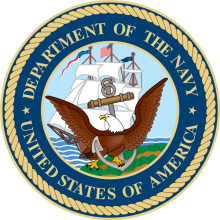 DEPARTMENT OF THE NAVY
UNITED STATES OF AMERICA